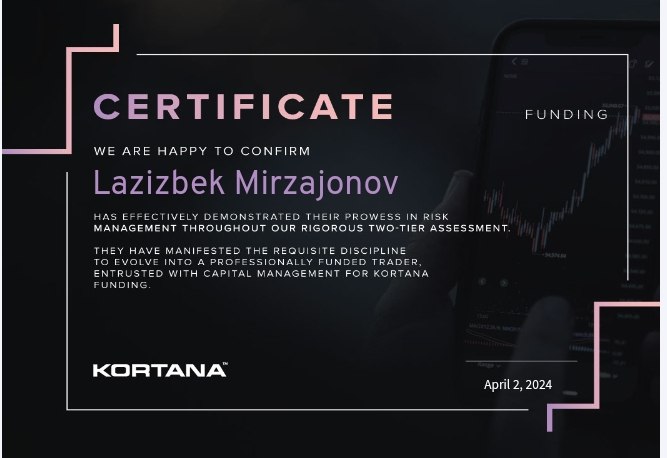 CERTIFICATE
FUNDING
WE ARE HAPPY TO CONFIRM
Lazizbek Mirzajonov
HAS EFFECTIVELY DEMONSTRATED THEIR PROWESS IN RISK
MANAGEMENT THROUGHOUT OUR RIGOROUS TWO-TIER ASSESSMENT.
THEY HAVE MANIFESTED THE REQUISITE DISCIPLINE
TO EVOLVE INTO A PROFESSIONALLY FUNDED TRADER,
ENTRUSTED WITH CAPITAL MANAGEMENT FOR KORTANA
FUNDING.
KORTANA™
April 2, 2024